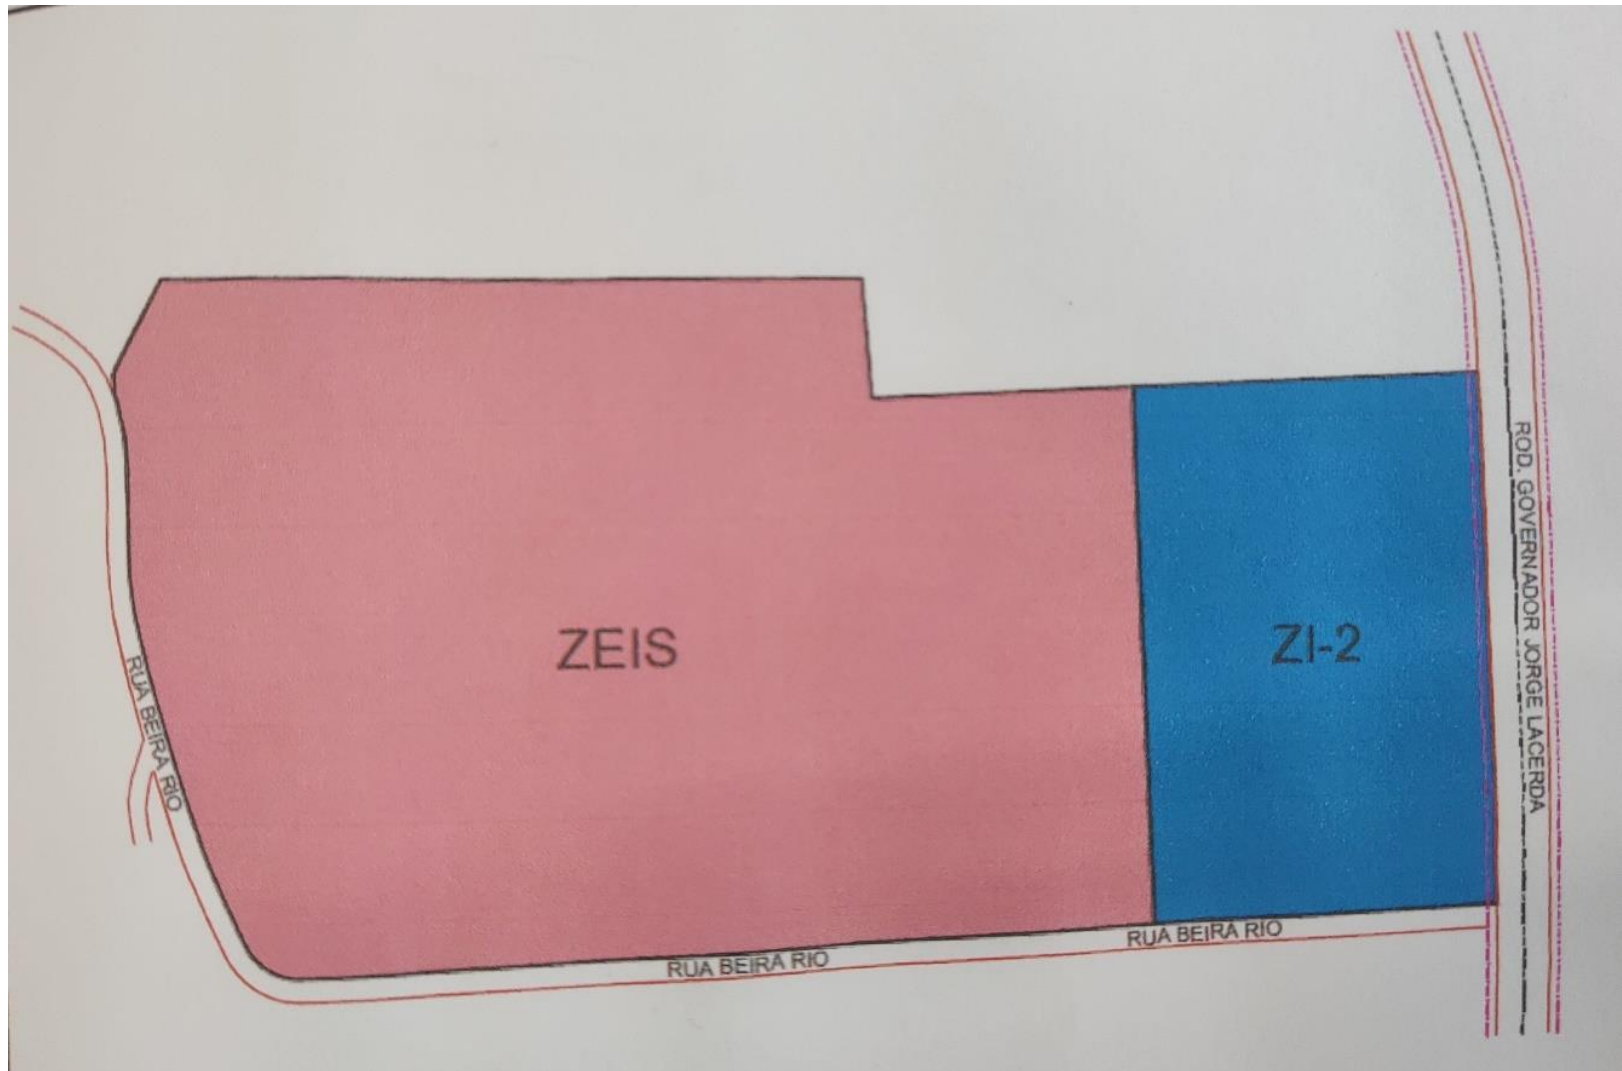 ZEIS
ZI-2
ROD. GOVERNADOR JORGE LACERDA
RUA BEIRA RIO
RUA BEIRA RIO
RUA BEIRA RIO